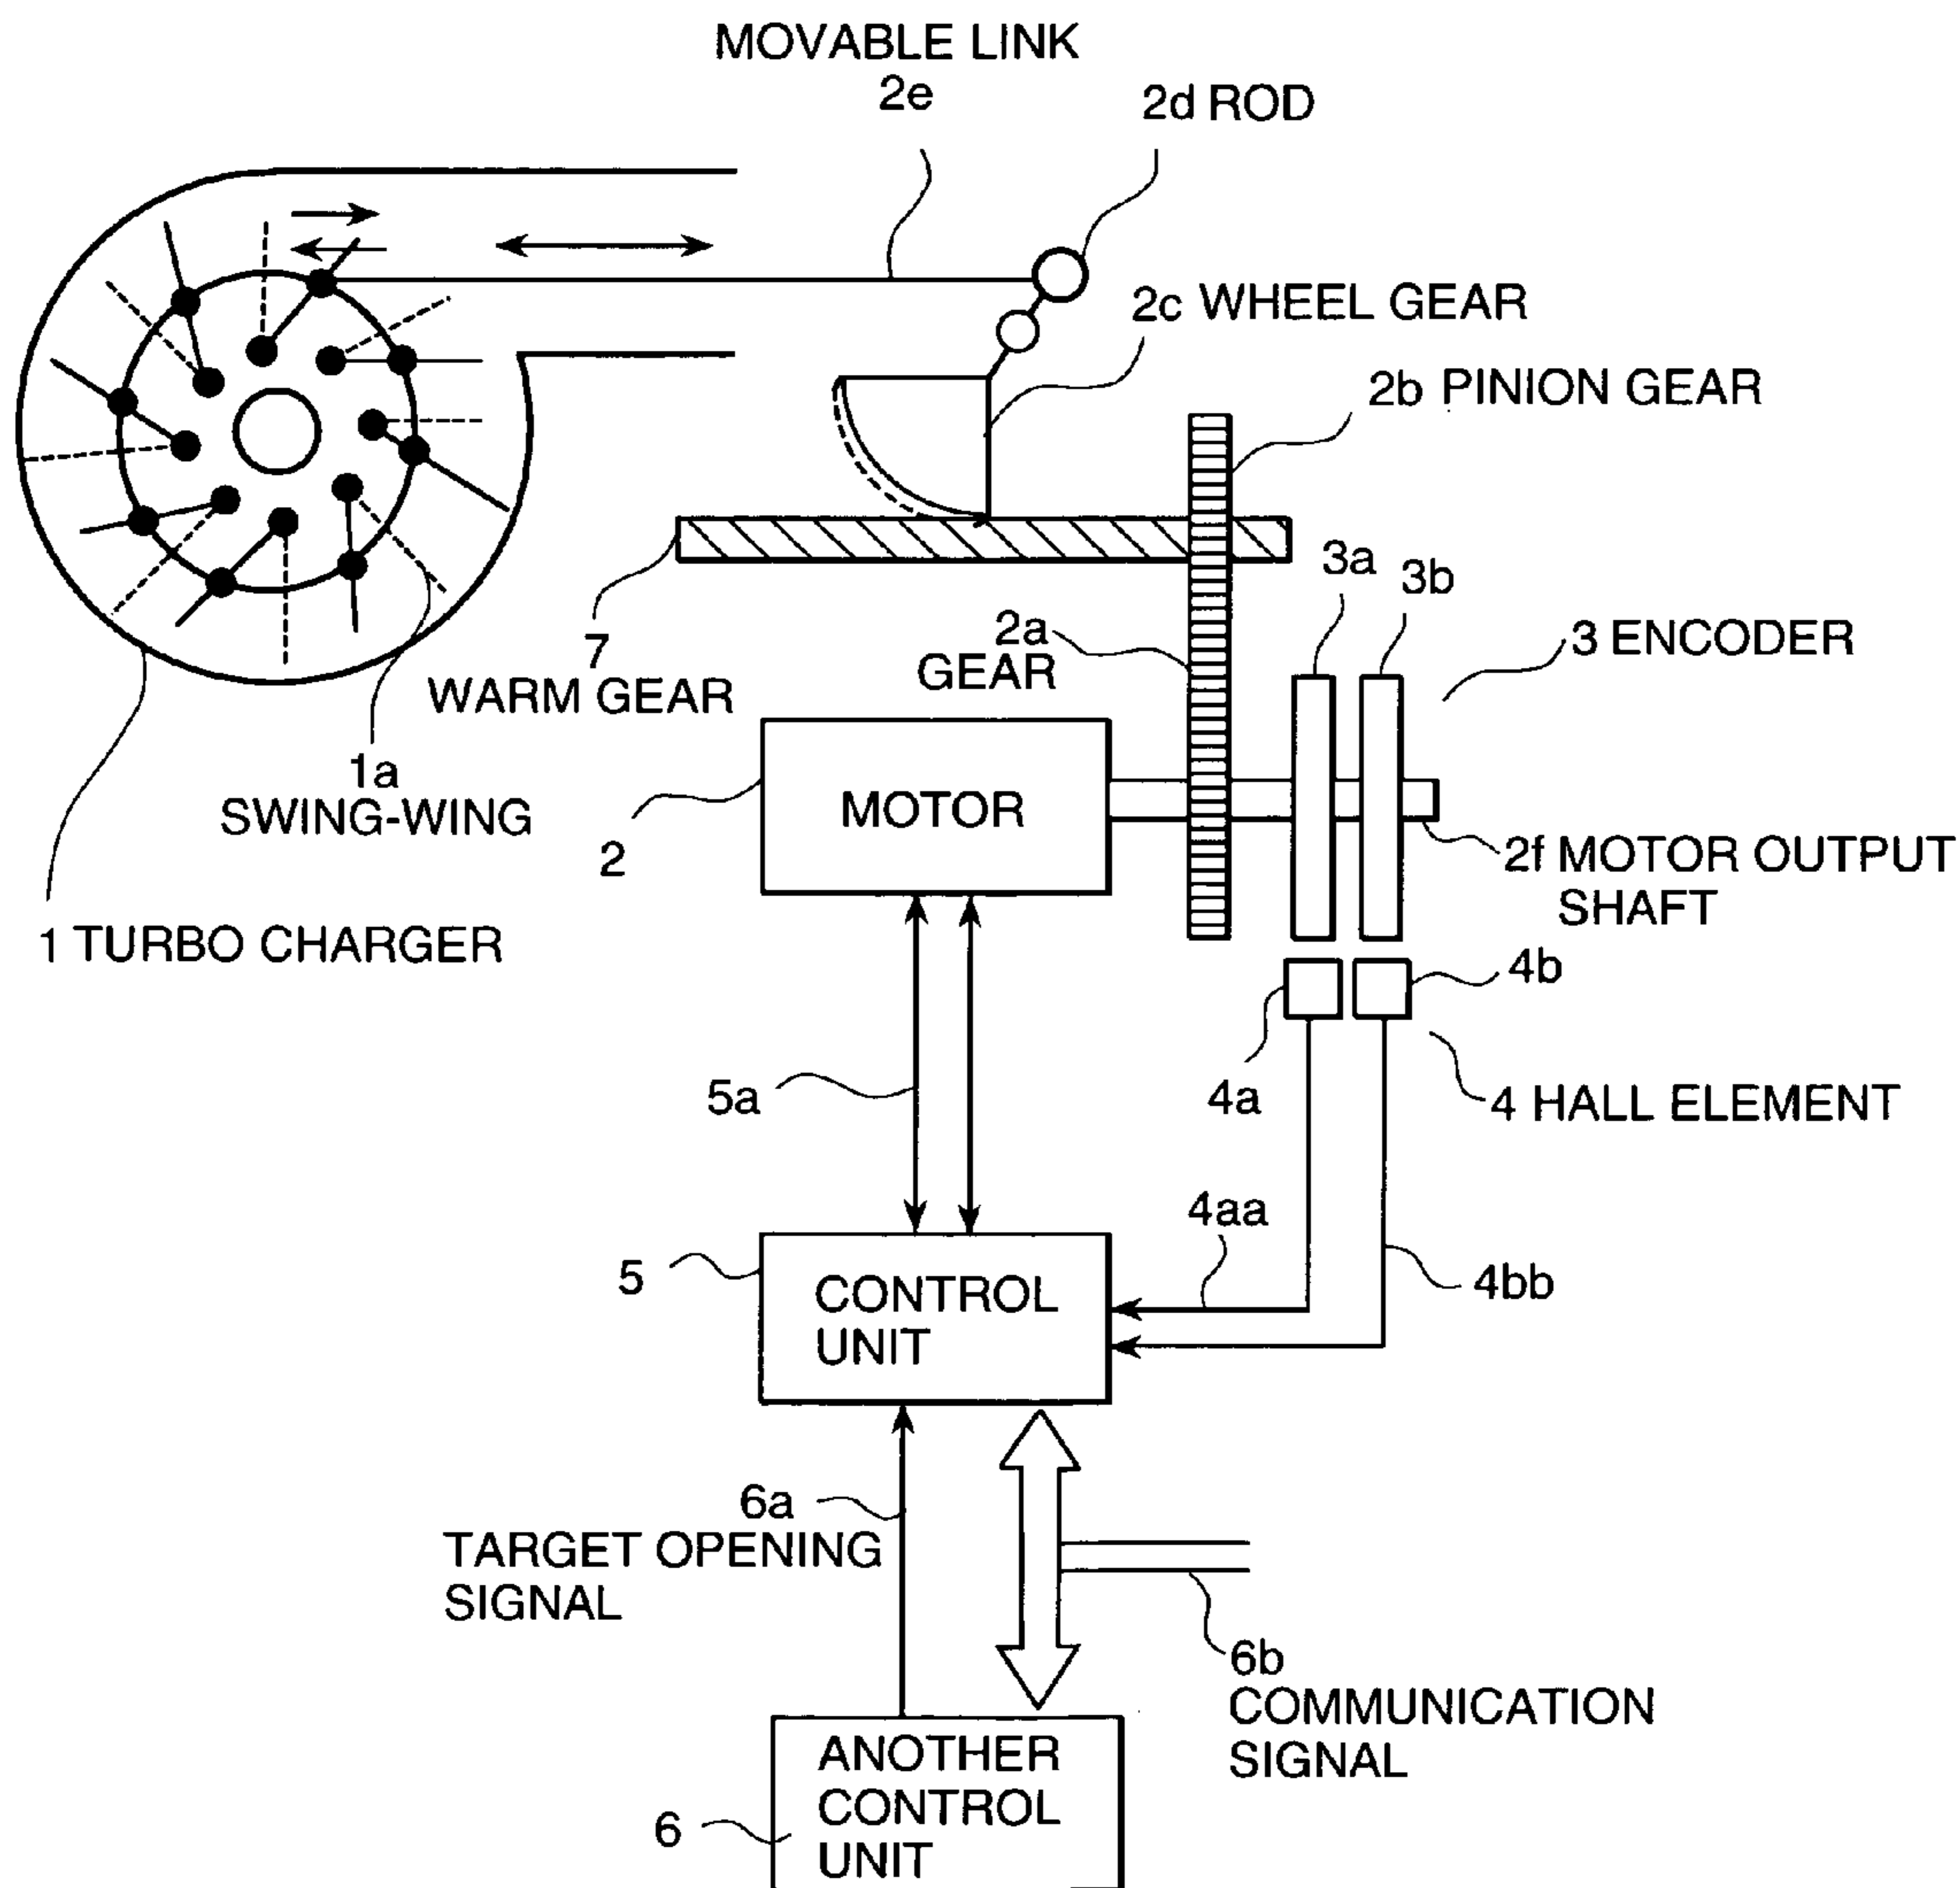 MOVABLE LINK
2e
2d ROD
2c WHEEL GEAR
2b PINION GEAR
3a
3b
3 ENCODER
2a
GEAR
7
WARM GEAR
1a
SWING-WING
MOTOR
2
2f MOTOR OUTPUT
SHAFT
1 TURBO CHARGER
4b
4a
4 HALL ELEMENT
5a
4aa
4bb
5
CONTROL
UNIT
6a
TARGET OPENING
SIGNAL
6b
COMMUNICATION
SIGNAL
6
ANOTHER
CONTROL
UNIT